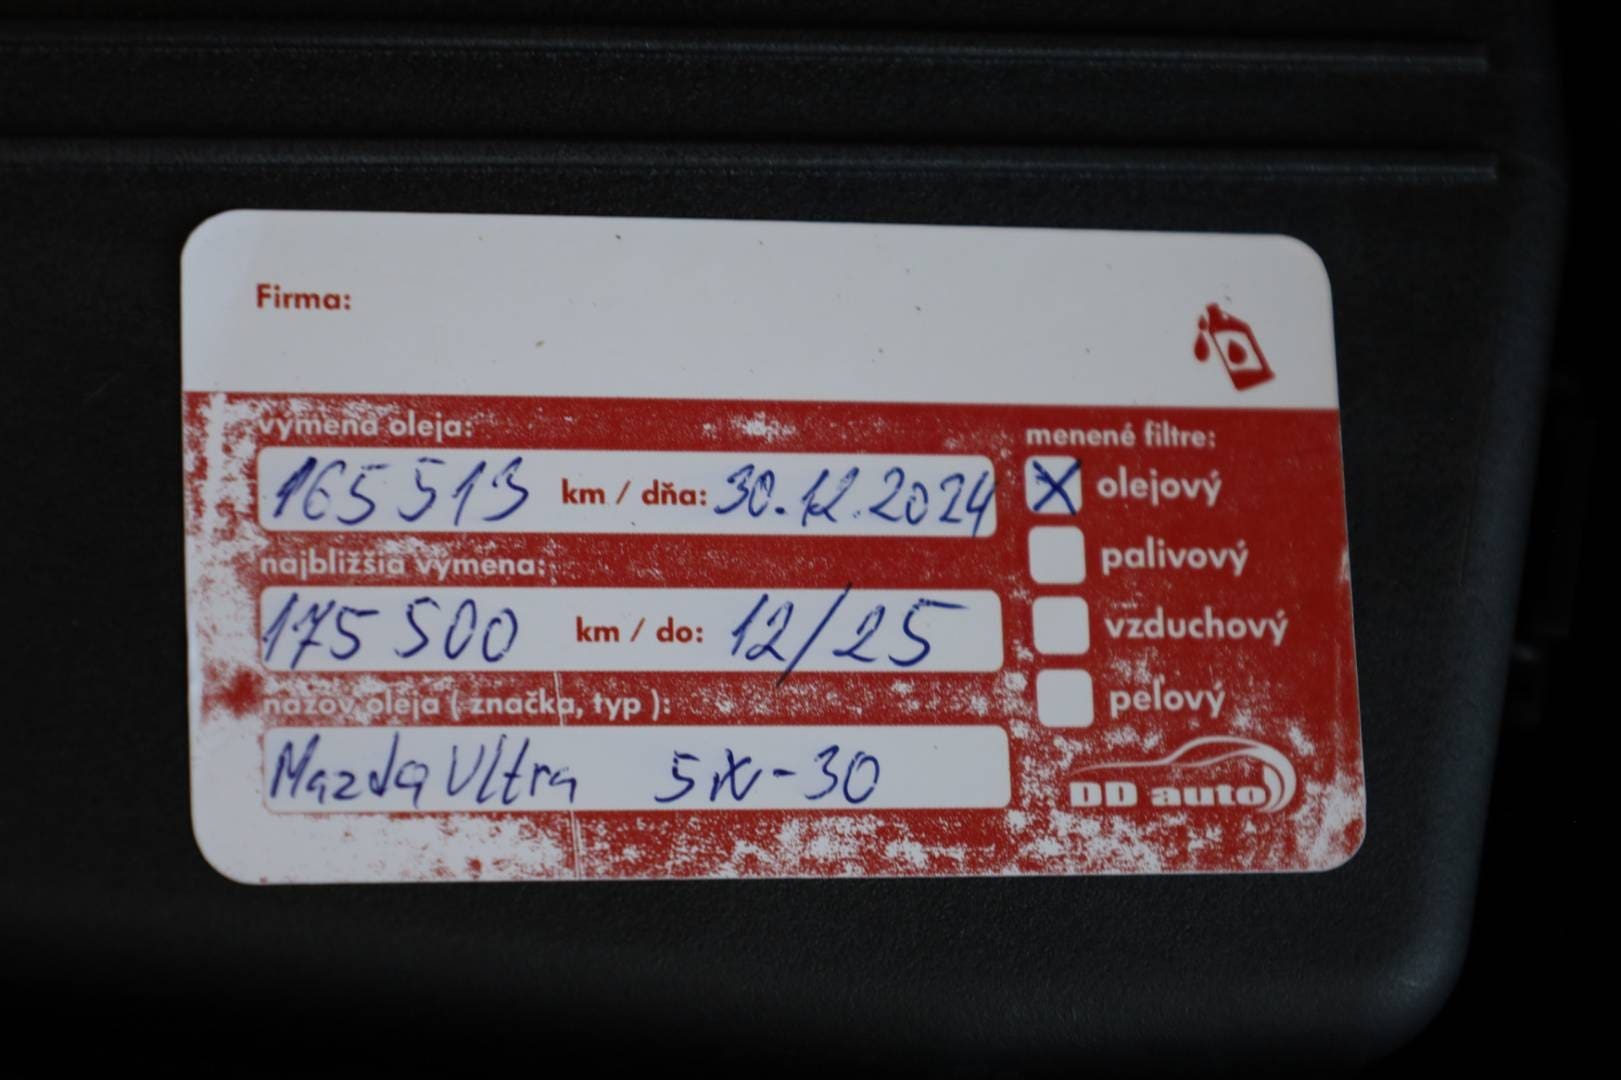 Firma:
výmena oleja:
165 513 km / dňa: 30.12.2024
najbližšia výmena:
175 500 km / do: 12/25
názov oleja ( značka, typ ):
Mazda Ultra 5W-30
menené filtre:
X olejový
palivový
vzduchový
peľový
DD auto